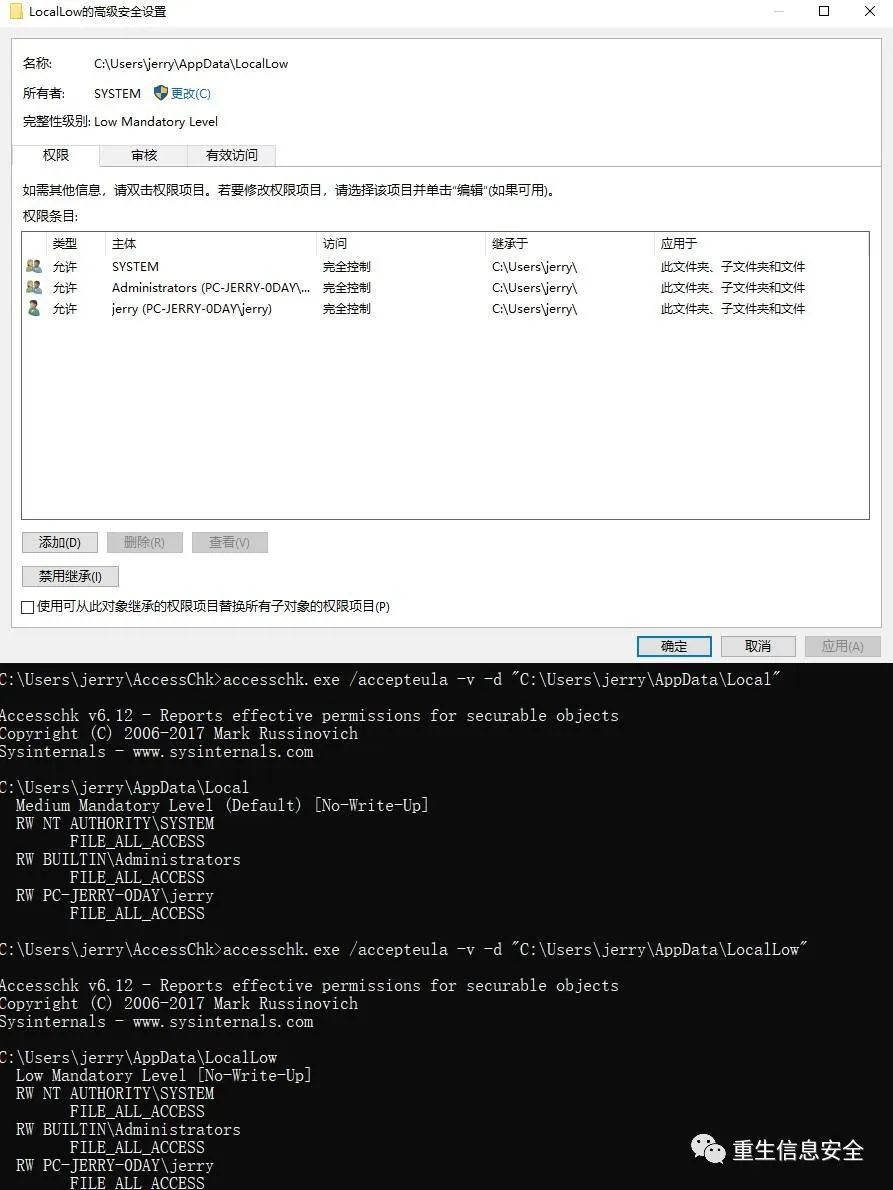 LocalLow的高级安全设置
名称: C:\Users\jerry\AppData\LocalLow
所有者: SYSTEM 更改(C)
完整性级别: Low Mandatory Level
权限 审核 有效访问
如需其他信息，请双击权限项目。若要修改权限项目，请选择该项目并单击“编辑”(如果可用)。
权限条目:
类型 主体 访问 继承于 应用于
允许 SYSTEM 完全控制 C:\Users\jerry\ 此文件夹、子文件夹和文件
允许 Administrators (PC-JERRY-0DAY\... 完全控制 C:\Users\jerry\ 此文件夹、子文件夹和文件
允许 jerry (PC-JERRY-0DAY\jerry) 完全控制 C:\Users\jerry\ 此文件夹、子文件夹和文件
添加(D) 删除(R) 查看(V)
禁用继承(I)
使用可从此对象继承的权限项目替换所有子对象的权限项目(P)
确定 取消 应用(A)
C:\Users\jerry\AccessChk>accesschk.exe /accepteula -v -d "C:\Users\jerry\AppData\Local"
Accesschk v6.12 - Reports effective permissions for securable objects
Copyright (C) 2006-2017 Mark Russinovich
Sysinternals - www.sysinternals.com
C:\Users\jerry\AppData\Local
Medium Mandatory Level (Default) [No-Write-Up]
RW NT AUTHORITY\SYSTEM
FILE_ALL_ACCESS
RW BUILTIN\Administrators
FILE_ALL_ACCESS
RW PC-JERRY-0DAY\jerry
FILE_ALL_ACCESS
C:\Users\jerry\AccessChk>accesschk.exe /accepteula -v -d "C:\Users\jerry\AppData\LocalLow"
Accesschk v6.12 - Reports effective permissions for securable objects
Copyright (C) 2006-2017 Mark Russinovich
Sysinternals - www.sysinternals.com
C:\Users\jerry\AppData\LocalLow
Low Mandatory Level [No-Write-Up]
RW NT AUTHORITY\SYSTEM
FILE_ALL_ACCESS
RW BUILTIN\Administrators
FILE_ALL_ACCESS
RW PC-JERRY-0DAY\jerry
FILE_ALL_ACCESS
重生信息安全